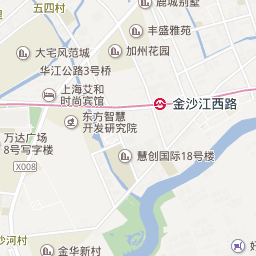 五四村
鹿城别墅
丰盛雅苑
大宅风范城
加州花园
华江公路3号桥
上海艾和
时尚宾馆
金沙江西路
东方智慧
开发研究院
万达广场
8号写字楼
X008
慧创国际18号楼
沙河村
金华新村